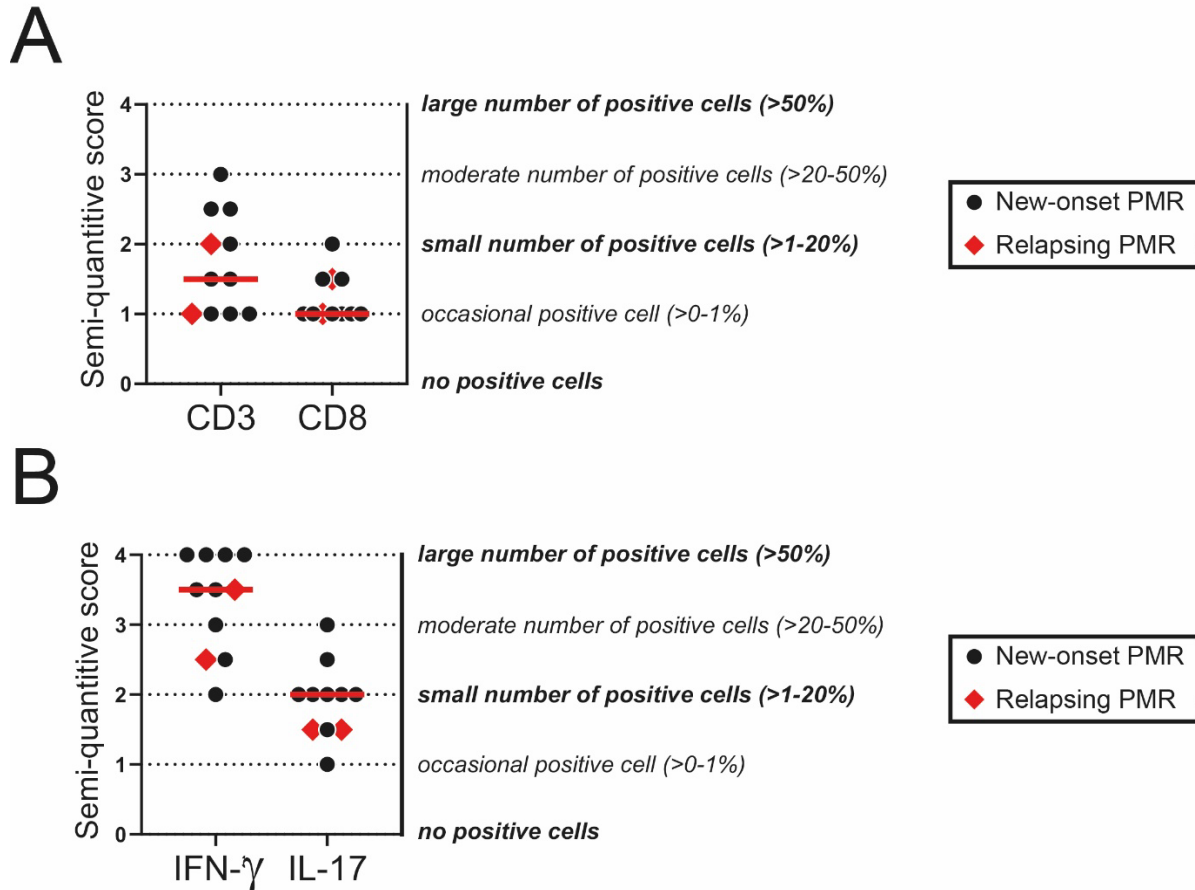 A
Semi-quantitive score
4
3
2
1
0
large number of positive cells (>50%)
moderate number of positive cells (>20-50%)
small number of positive cells (>1-20%)
occasional positive cell (>0-1%)
no positive cells
CD3 CD8
New-onset PMR
Relapsing PMR
B
Semi-quantitive score
4
3
2
1
0
large number of positive cells (>50%)
moderate number of positive cells (>20-50%)
small number of positive cells (>1-20%)
occasional positive cell (>0-1%)
no positive cells
IFN-γ IL-17
New-onset PMR
Relapsing PMR